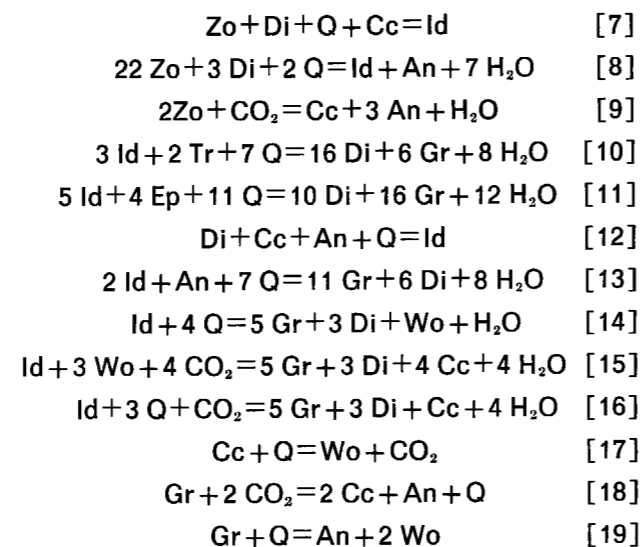 Zo+Di+Q+Cc=Id [7]
22 Zo+3 Di+2 Q=Id+An+7 H₂O [8]
2Zo+CO₂=Cc+3 An+H₂O [9]
3 Id+2 Tr+7 Q=16 Di+6 Gr+8 H₂O [10]
5 Id+4 Ep+11 Q=10 Di+16 Gr+12 H₂O [11]
Di+Cc+An+Q=Id [12]
2 Id+An+7 Q=11 Gr+6 Di+8 H₂O [13]
Id+4 Q=5 Gr+3 Di+Wo+H₂O [14]
Id+3 Wo+4 CO₂=5 Gr+3 Di+4 Cc+4 H₂O [15]
Id+3 Q+CO₂=5 Gr+3 Di+Cc+4 H₂O [16]
Cc+Q=Wo+CO₂ [17]
Gr+2 CO₂=2 Cc+An+Q [18]
Gr+Q=An+2 Wo [19]